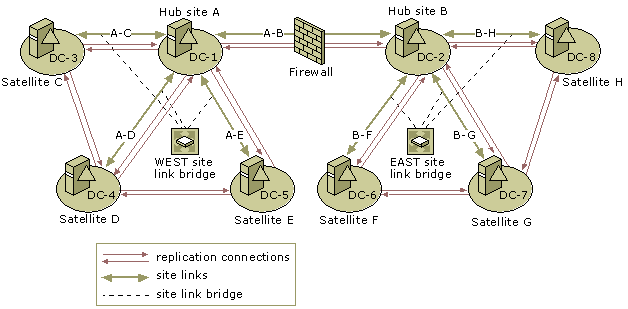 Hub site A
Hub site B
A-C
A-B
B-H
DC-3
DC-1
DC-2
DC-8
Satellite C
Firewall
Satellite H
A-D
A-E
B-F
B-G
WEST site
link bridge
EAST site
link bridge
DC-4
DC-5
DC-6
DC-7
Satellite D
Satellite E
Satellite F
Satellite G
replication connections
site links
site link bridge